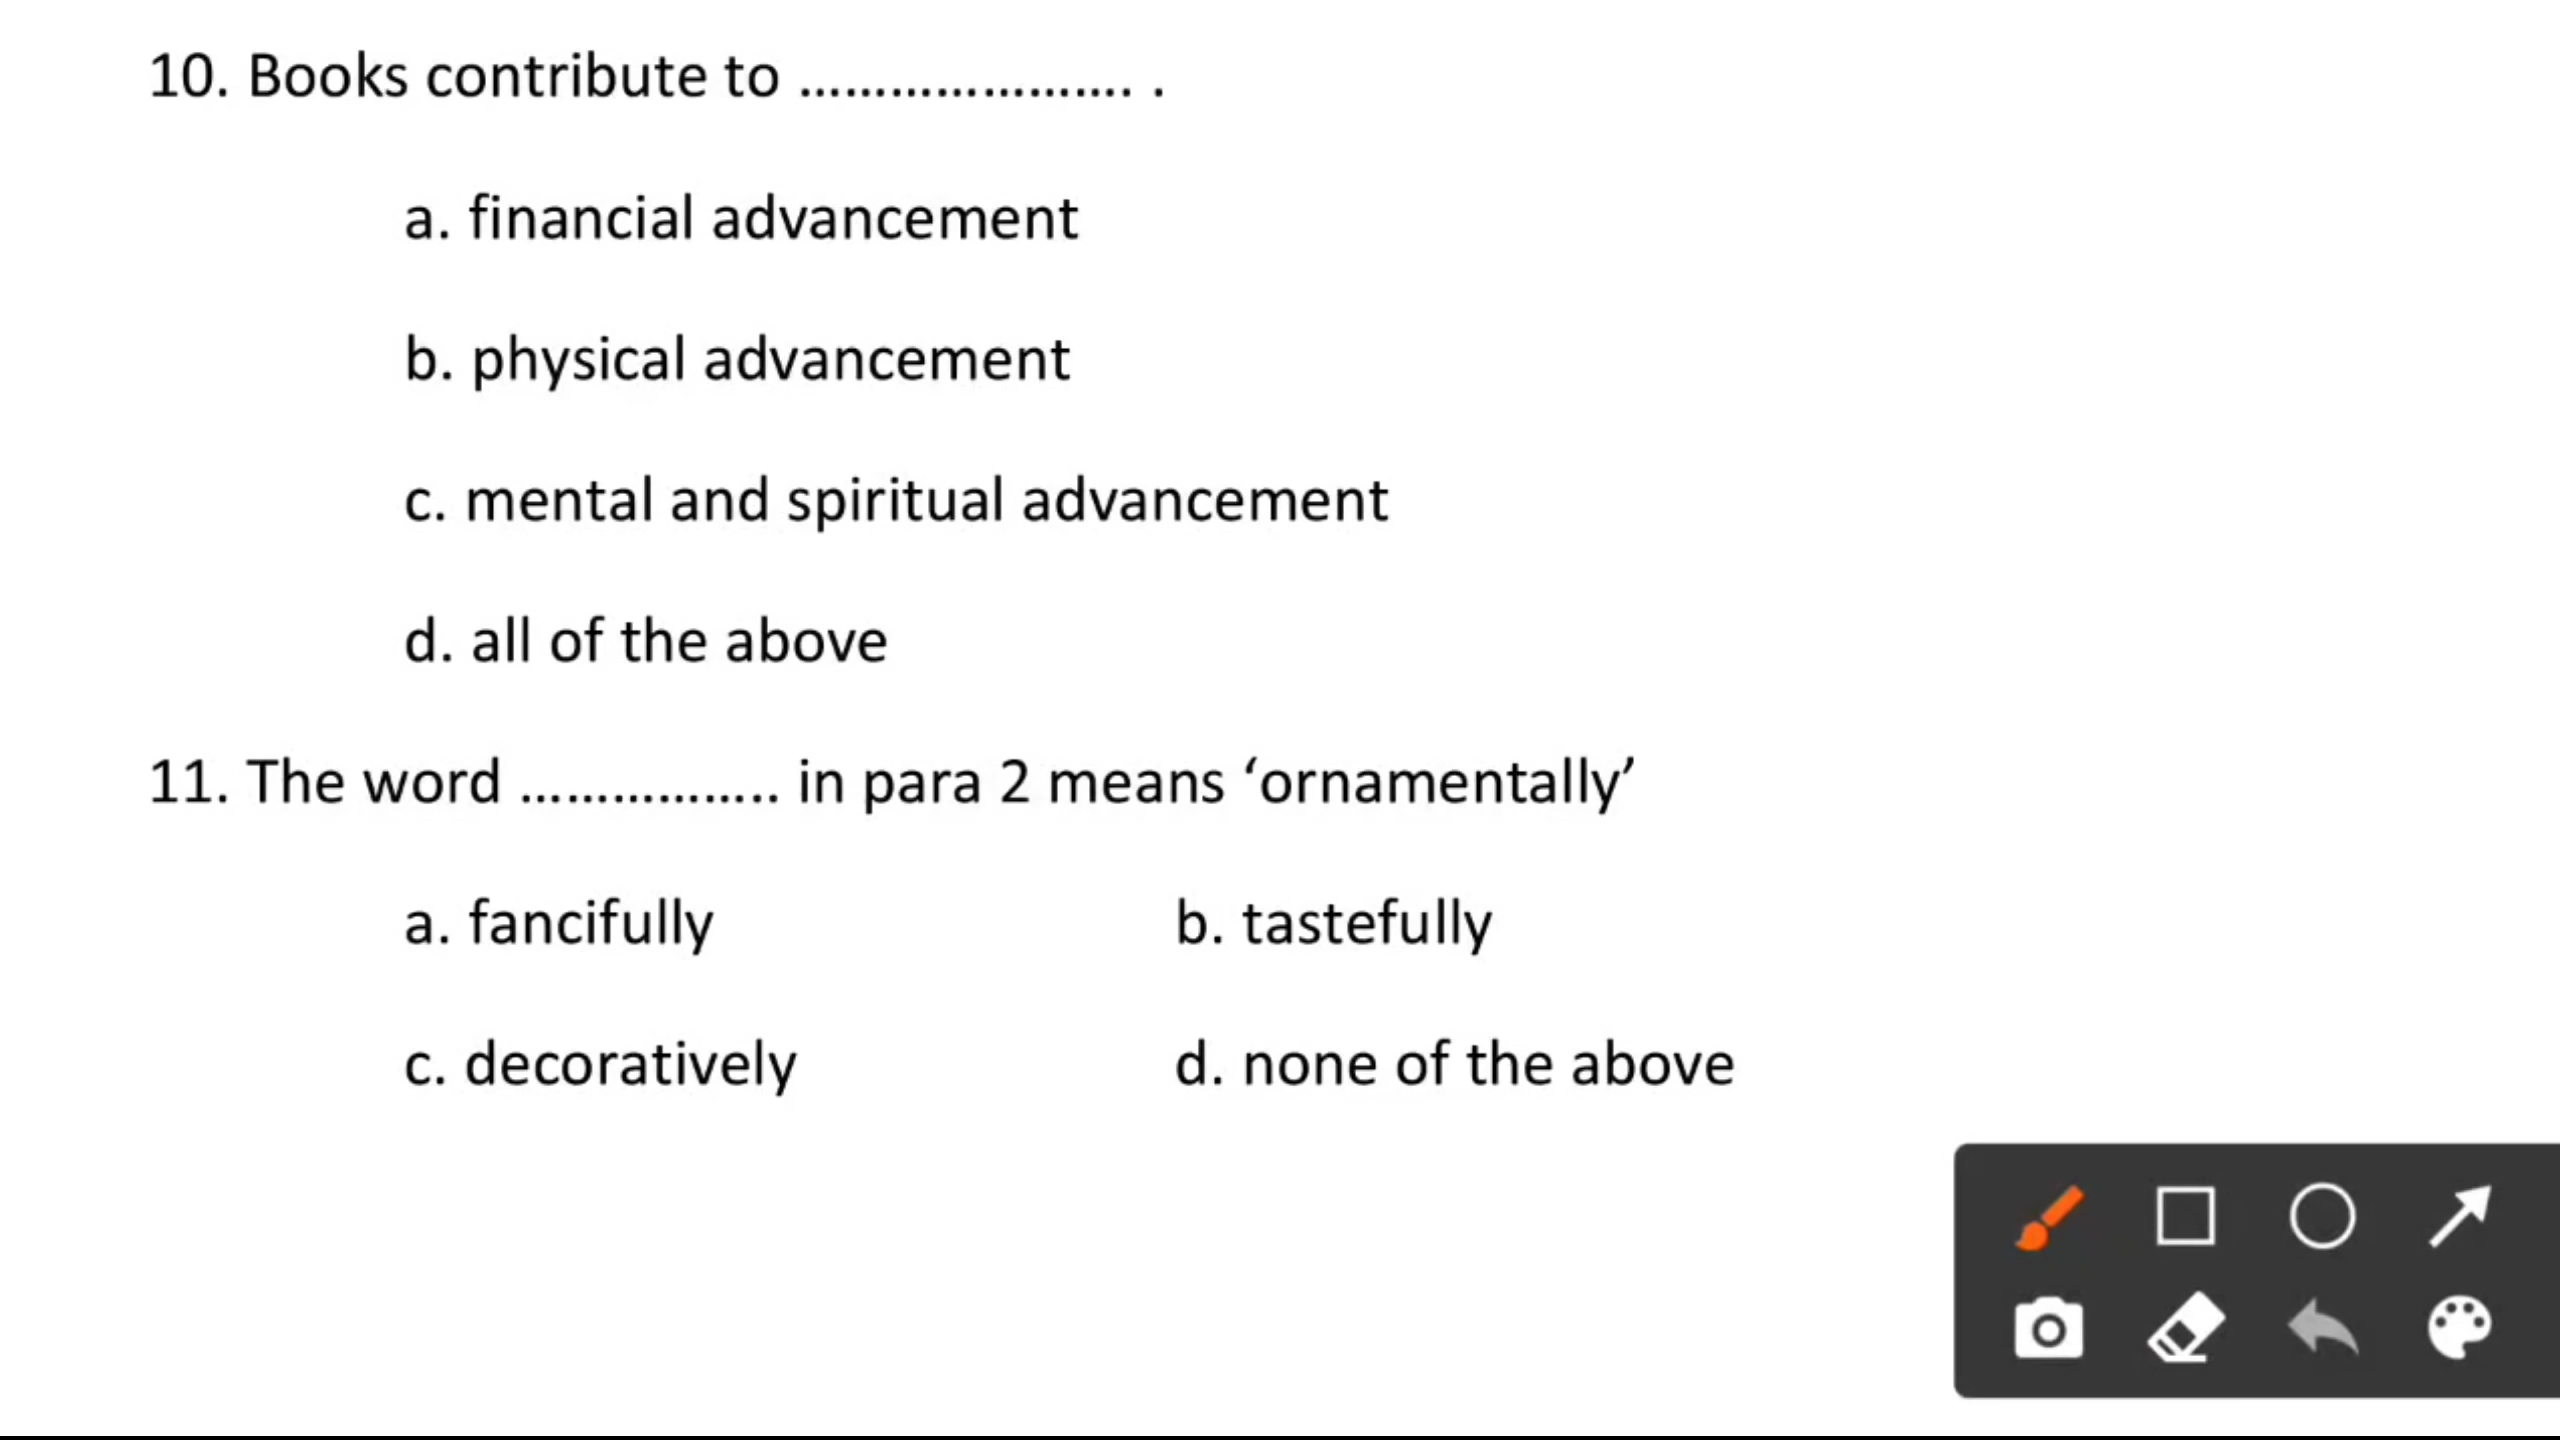 10. Books contribute to ...................... .
a. financial advancement
b. physical advancement
c. mental and spiritual advancement
d. all of the above
11. The word ................. in para 2 means ‘ornamentally’
a. fancifully b. tastefully
c. decoratively d. none of the above